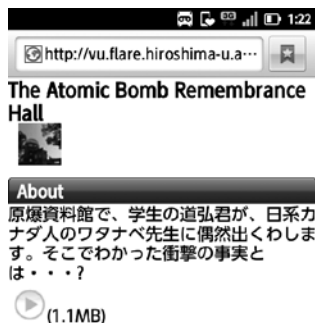 3G 1:22
http://vu.flare.hiroshima-u.a…
The Atomic Bomb Remembrance
Hall
About
原爆資料館で、学生の道弘君が、日系カ
ナダ人のワタナベ先生に偶然出くわしま
す。そこでわかった衝撃の事実と
は・・・?
(1.1MB)